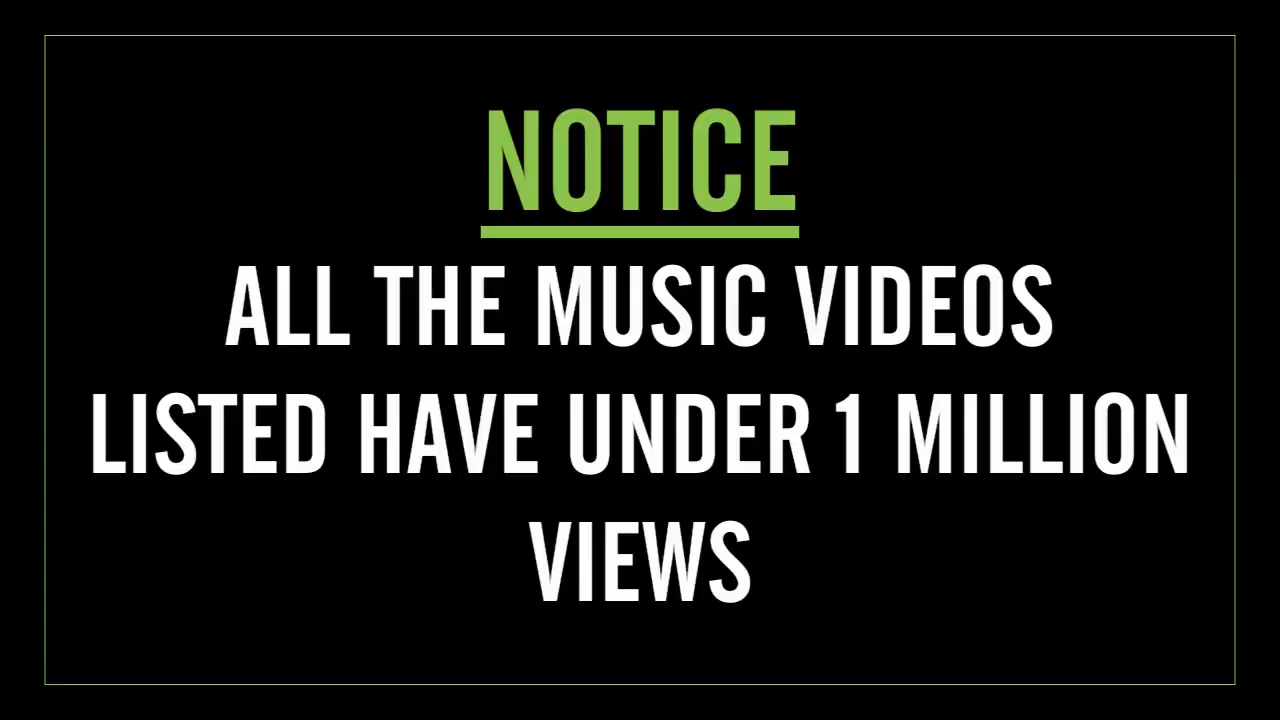 NOTICE
ALL THE MUSIC VIDEOS
LISTED HAVE UNDER 1 MILLION
VIEWS